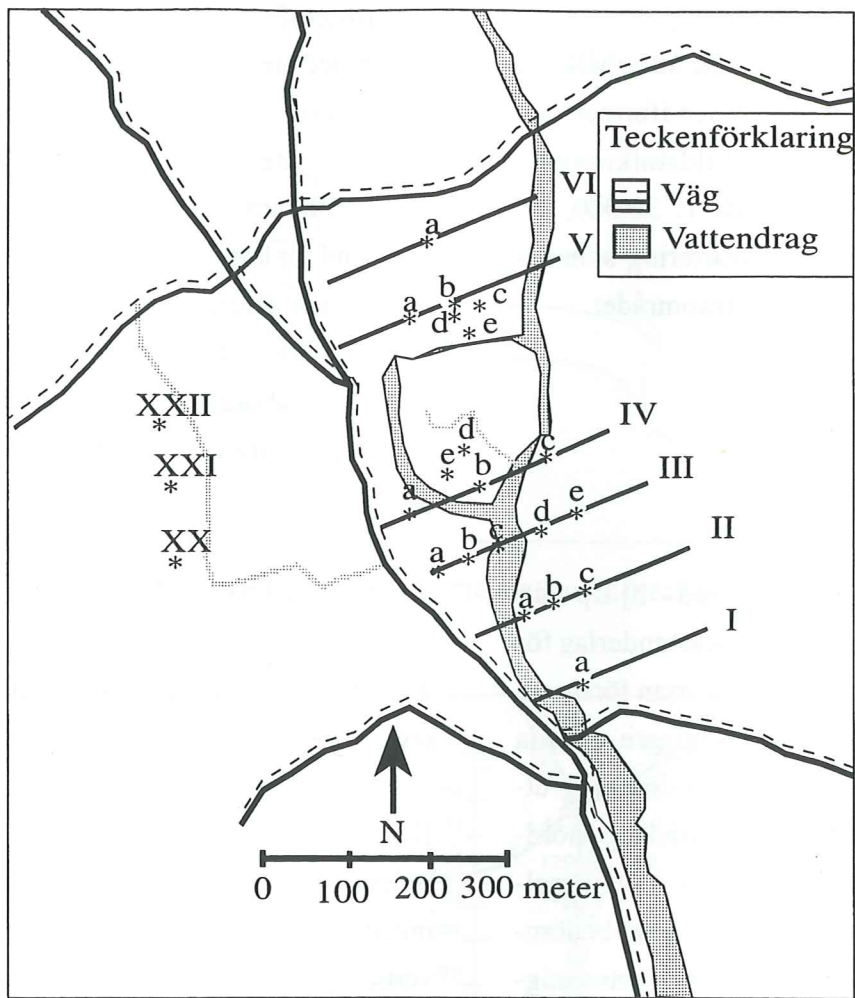 Teckenförklaring
Väg
Vattendrag
VI
a
V
a
b
c
d
e
XXII
XXI
XX
IV
d
e
b
c
a
III
e
d
c
b
a
II
c
b
a
I
a
N
0 100 200 300 meter